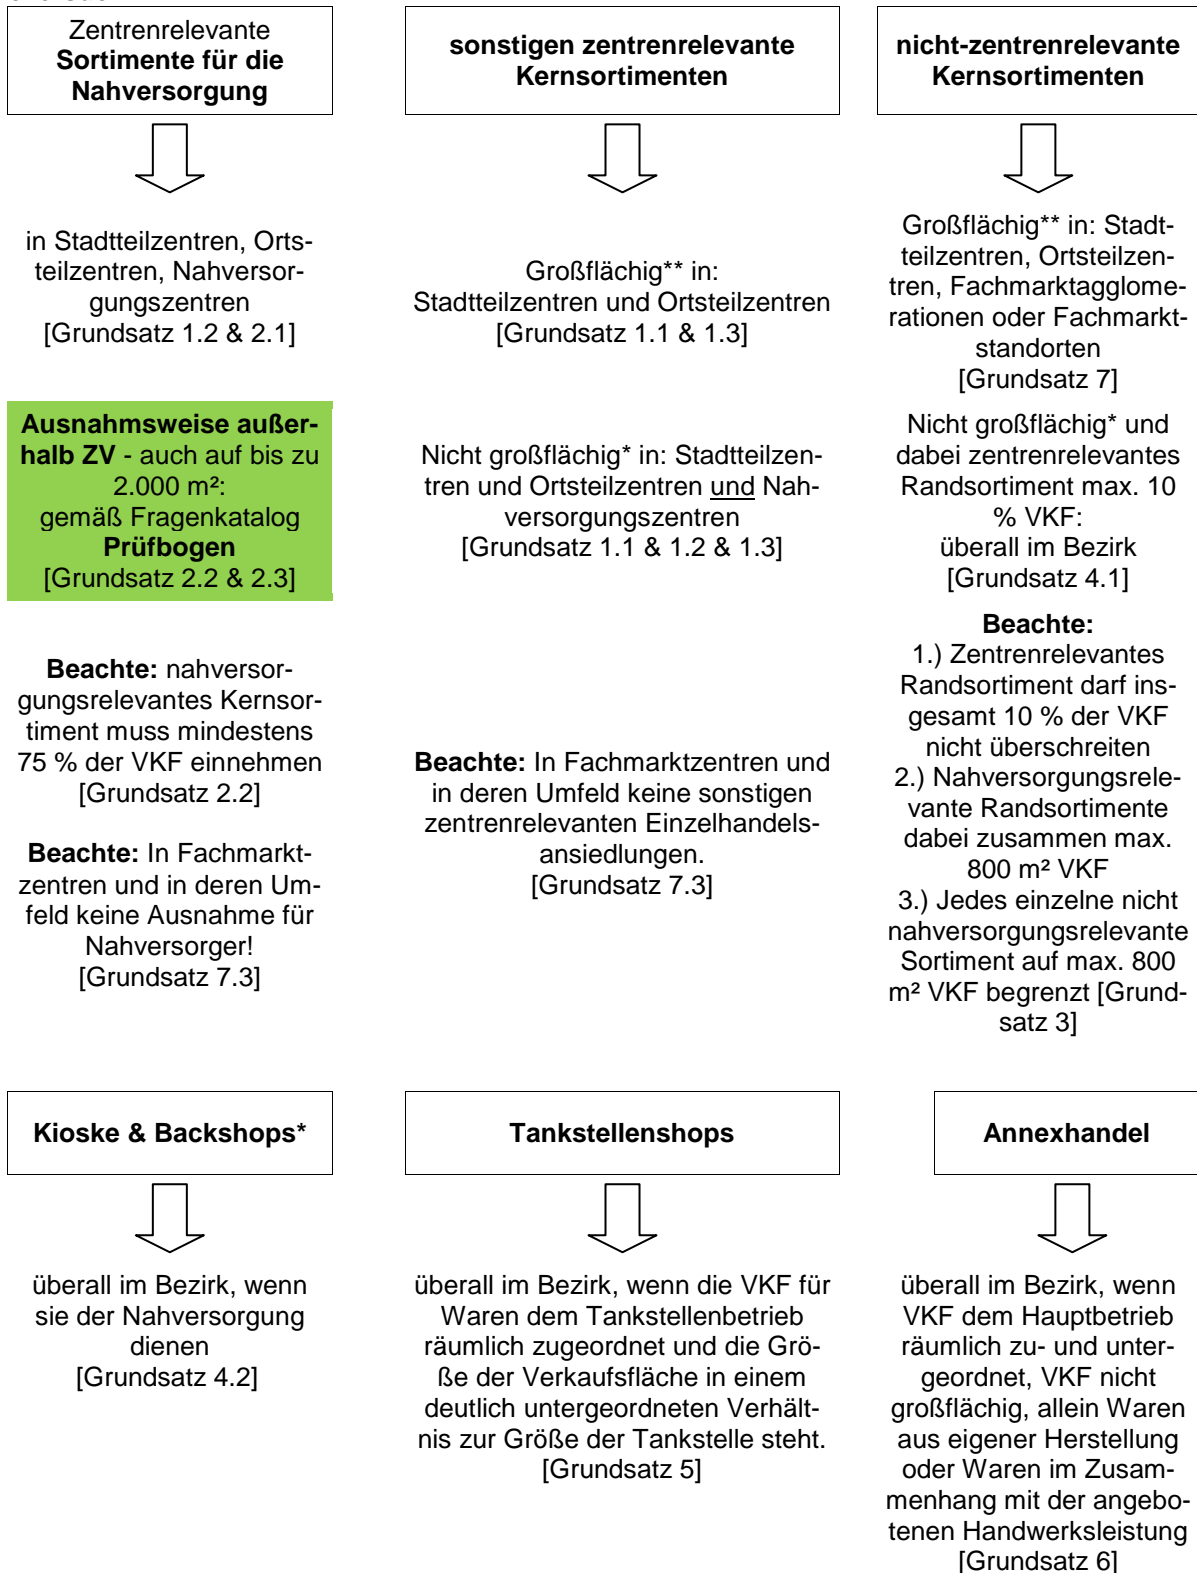 Zentrenrelevante
Sortimente für die
Nahversorgung
in Stadtteilzentren, Orts-
teilzentren, Nahversor-
gungszentren
[Grundsatz 1.2 & 2.1]
Ausnahmsweise außer-
halb ZV - auch auf bis zu
2.000 m²:
gemäß Fragenkatalog
Prüfbogen
[Grundsatz 2.2 & 2.3]
Beachte: nahversor-
gungsrelevantes Kernsor-
timent muss mindestens
75 % der VKF einnehmen
[Grundsatz 2.2]
Beachte: In Fachmarkt-
zentren und in deren Um-
feld keine Ausnahme für
Nahversorger!
[Grundsatz 7.3]
sonstigen zentrenrelevante
Kernsortimenten
Großflächig** in:
Stadtteilzentren und Ortsteilzentren
[Grundsatz 1.1 & 1.3]
Nicht großflächig* in: Stadtteilzen-
tren und Ortsteilzentren und Nah-
versorgungszentren
[Grundsatz 1.1 & 1.2 & 1.3]
Beachte: In Fachmarktzentren und
in deren Umfeld keine sonstigen
zentrenrelevanten Einzelhandels-
ansiedlungen.
[Grundsatz 7.3]
nicht-zentrenrelevante
Kernsortimenten
Großflächig** in: Stadt-
teilzentren, Ortsteilzen-
tren, Fachmarktagglome-
rationen oder Fachmarkt-
standorten
[Grundsatz 7]
Nicht großflächig* und
dabei zentrenrelevantes
Randsortiment max. 10
% VKF:
überall im Bezirk
[Grundsatz 4.1]
Beachte:
1.) Zentrenrelevantes
Randsortiment darf ins-
gesamt 10 % der VKF
nicht überschreiten
2.) Nahversorgungsrele-
vante Randsortimente
dabei zusammen max.
800 m² VKF
3.) Jedes einzelne nicht
nahversorgungsrelevante
Sortiment auf max. 800
m² VKF begrenzt [Grund-
satz 3]
Kioske & Backshops*
überall im Bezirk, wenn
sie der Nahversorgung
dienen
[Grundsatz 4.2]
Tankstellenshops
überall im Bezirk, wenn die VKF für
Waren dem Tankstellenbetrieb
räumlich zugeordnet und die Grö-
ße der Verkaufsfläche in einem
deutlich untergeordneten Verhält-
nis zur Größe der Tankstelle steht.
[Grundsatz 5]
Annexhandel
überall im Bezirk, wenn
VKF dem Hauptbetrieb
räumlich zu- und unter-
geordnet, VKF nicht
großflächig, allein Waren
aus eigener Herstellung
oder Waren im Zusam-
menhang mit der angebo-
tenen Handwerksleistung
[Grundsatz 6]